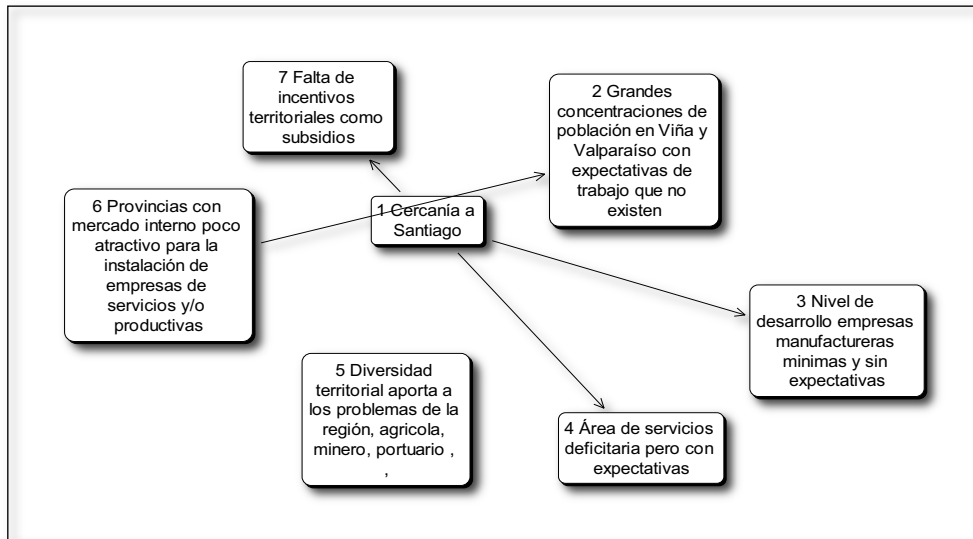 7 Falta de
incentivos
territoriales como
subsidios
2 Grandes
concentraciones de
población en Viña y
Valparaíso con
expectativas de
trabajo que no
existen
1 Cercanía a
Santiago
6 Provincias con
mercado interno poco
atractivo para la
instalación de
empresas de
servicios y/o
productivas
3 Nivel de
desarrollo empresas
manufactureras
minimas y sin
expectativas
5 Diversidad
territorial aporta a
los problemas de la
región, agricola,
minero, portuario ,
,
4 Área de servicios
deficitaria pero con
expectativas